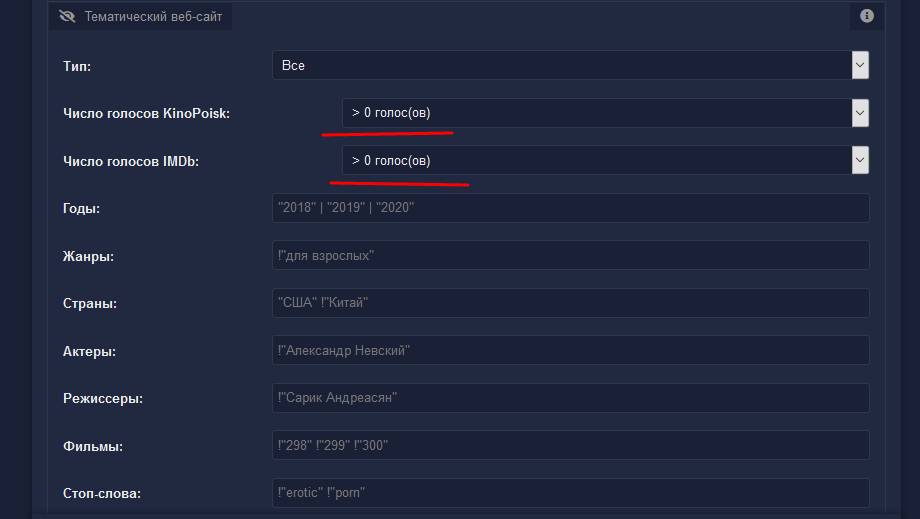 Тематический веб-сайт
Тип: Все
Число голосов KinoPoisk: > 0 голос(ов)
Число голосов IMDb: > 0 голос(ов)
Годы: "2018" | "2019" | "2020"
Жанры: !"для взрослых"
Страны: "США" !"Китай"
Актеры: !"Александр Невский"
Режиссеры: !"Сарик Андреасян"
Фильмы: !"298" !"299" !"300"
Стоп-слова: !"erotic" !"porn"